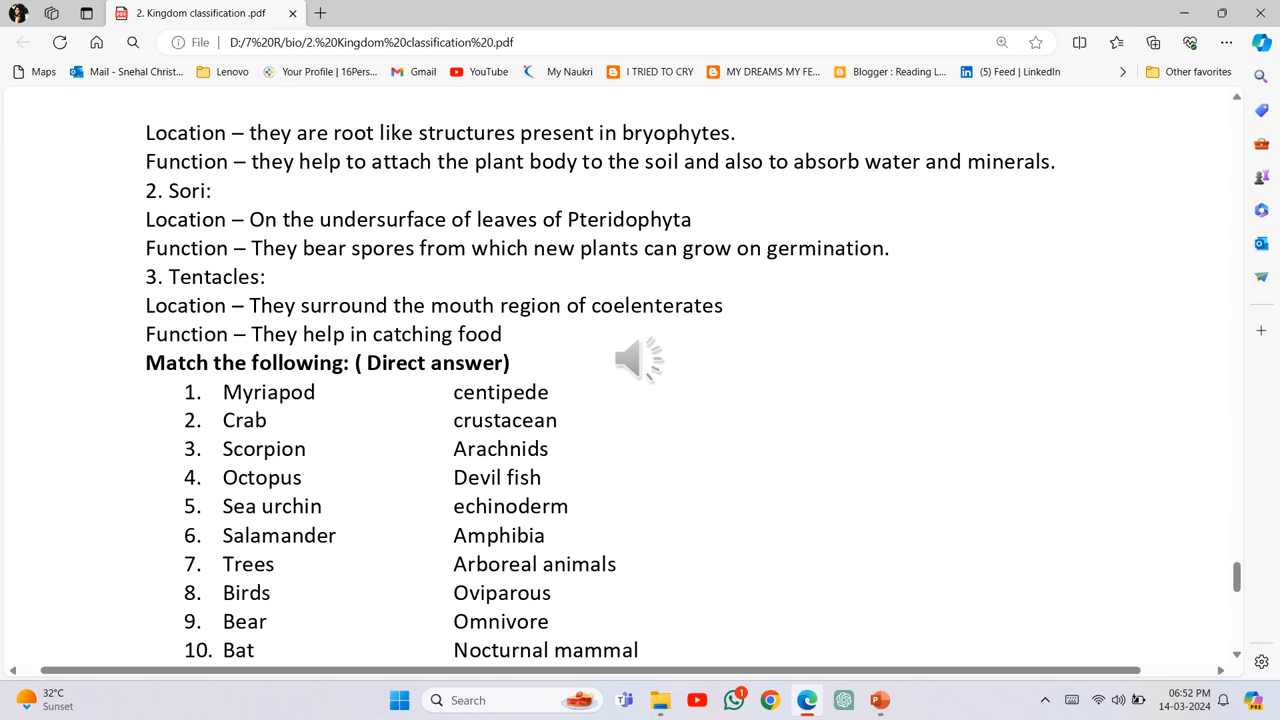 2. Kingdom classification .pdf
File D:/7%20R/bio/2.%20Kingdom%20classification%20.pdf
Maps Mail - Snehal Christ... Lenovo Your Profile | 16Pers... Gmail YouTube My Naukri I TRIED TO CRY MY DREAMS MY FE... Blogger : Reading L... (5) Feed | LinkedIn Other favorites
Location – they are root like structures present in bryophytes.
Function – they help to attach the plant body to the soil and also to absorb water and minerals.
2. Sori:
Location – On the undersurface of leaves of Pteridophyta
Function – They bear spores from which new plants can grow on germination.
3. Tentacles:
Location – They surround the mouth region of coelenterates
Function – They help in catching food
Match the following: ( Direct answer)
1. Myriapod centipede
2. Crab crustacean
3. Scorpion Arachnids
4. Octopus Devil fish
5. Sea urchin echinoderm
6. Salamander Amphibia
7. Trees Arboreal animals
8. Birds Oviparous
9. Bear Omnivore
10. Bat Nocturnal mammal
32°C
Sunset
Search
1
06:52 PM
14-03-2024
PRE